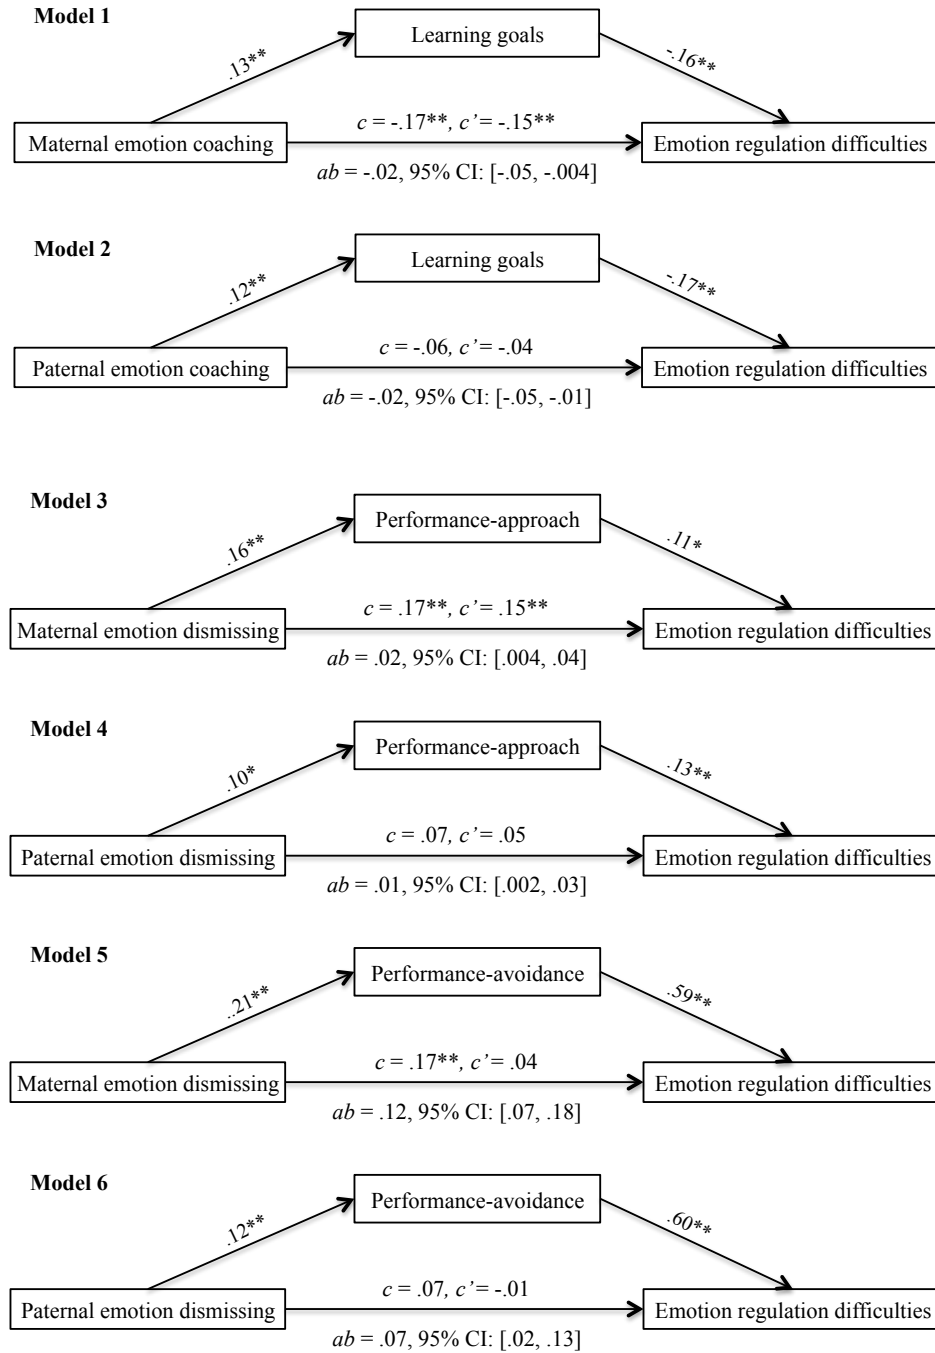 Model 1
Learning goals
.13**
-.16**
c = -.17**, c’ = -.15**
Maternal emotion coaching
Emotion regulation difficulties
ab = -.02, 95% CI: [-.05, -.004]
Model 2
Learning goals
.12**
-.17**
c = -.06, c’ = -.04
Paternal emotion coaching
Emotion regulation difficulties
ab = -.02, 95% CI: [-.05, -.01]
Model 3
Performance-approach
.16**
.11*
c = .17**, c’ = .15**
Maternal emotion dismissing
Emotion regulation difficulties
ab = .02, 95% CI: [.004, .04]
Model 4
Performance-approach
.10*
.13**
c = .07, c’ = .05
Paternal emotion dismissing
Emotion regulation difficulties
ab = .01, 95% CI: [.002, .03]
Model 5
Performance-avoidance
.21**
.59**
c = .17**, c’ = .04
Maternal emotion dismissing
Emotion regulation difficulties
ab = .12, 95% CI: [.07, .18]
Model 6
Performance-avoidance
.12**
.60**
c = .07, c’ = -.01
Paternal emotion dismissing
Emotion regulation difficulties
ab = .07, 95% CI: [.02, .13]